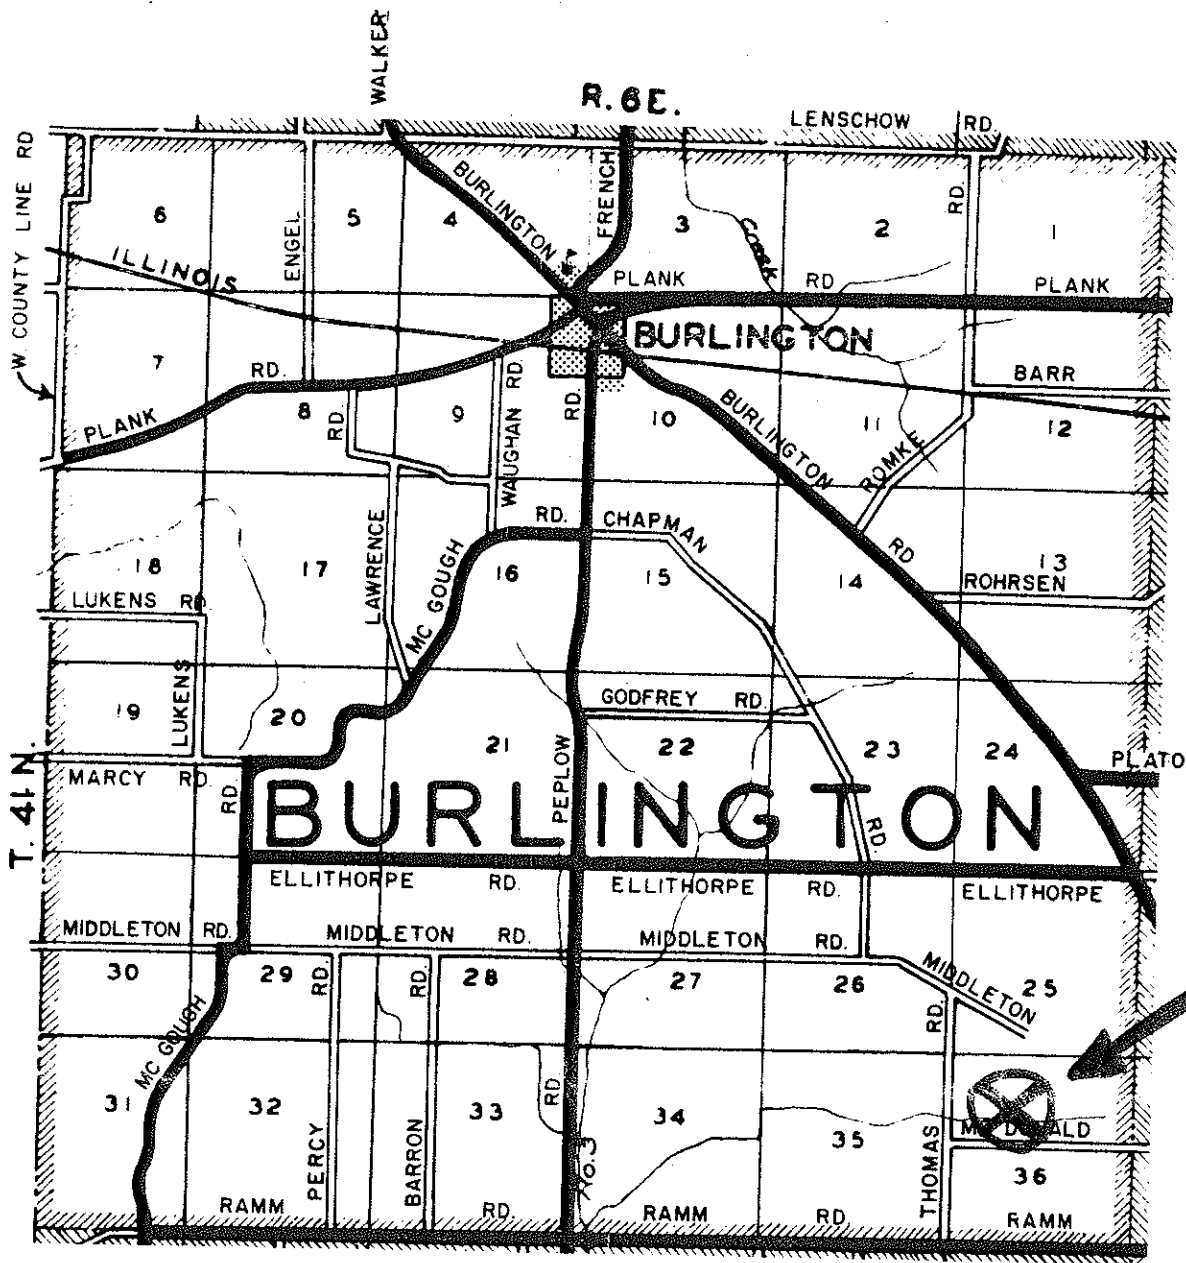 WALKER
R. 6E.
LENSCHOW RD.
W COUNTY LINE RD
6
ENGEL
5
BURLINGTON
4
FRENCH
3
Creek
2
RD.
1
ILLINOIS
PLANK RD
PLANK
BURLINGTON
7
RD.
BARR
PLANK
8
RD.
9
VAUGHAN RD.
RD.
10
BURLINGTON
11
ROMKE
12
RD.
CHAPMAN
RD
18
17
LAWRENCE
MC GOUGH
16
15
14
13
LUKENS RD.
ROHRSEN
LUKENS
19
20
GODFREY RD.
21
PEPLOW
22
23
24
MARCY RD.
PLATO
T. 41 N.
RD.
BURLINGTON
RD.
ELLITHORPE RD.
ELLITHORPE RD.
ELLITHORPE
MIDDLETON RD.
MIDDLETON RD.
MIDDLETON RD.
MIDDLETON
30
29
RD.
RD.
28
27
26
RD.
25
MC GOUGH
31
32
PERCY
BARRON
33
RD.
No. 3
34
35
THOMAS
36
RAMM RD.
RAMM RD.
RAMM